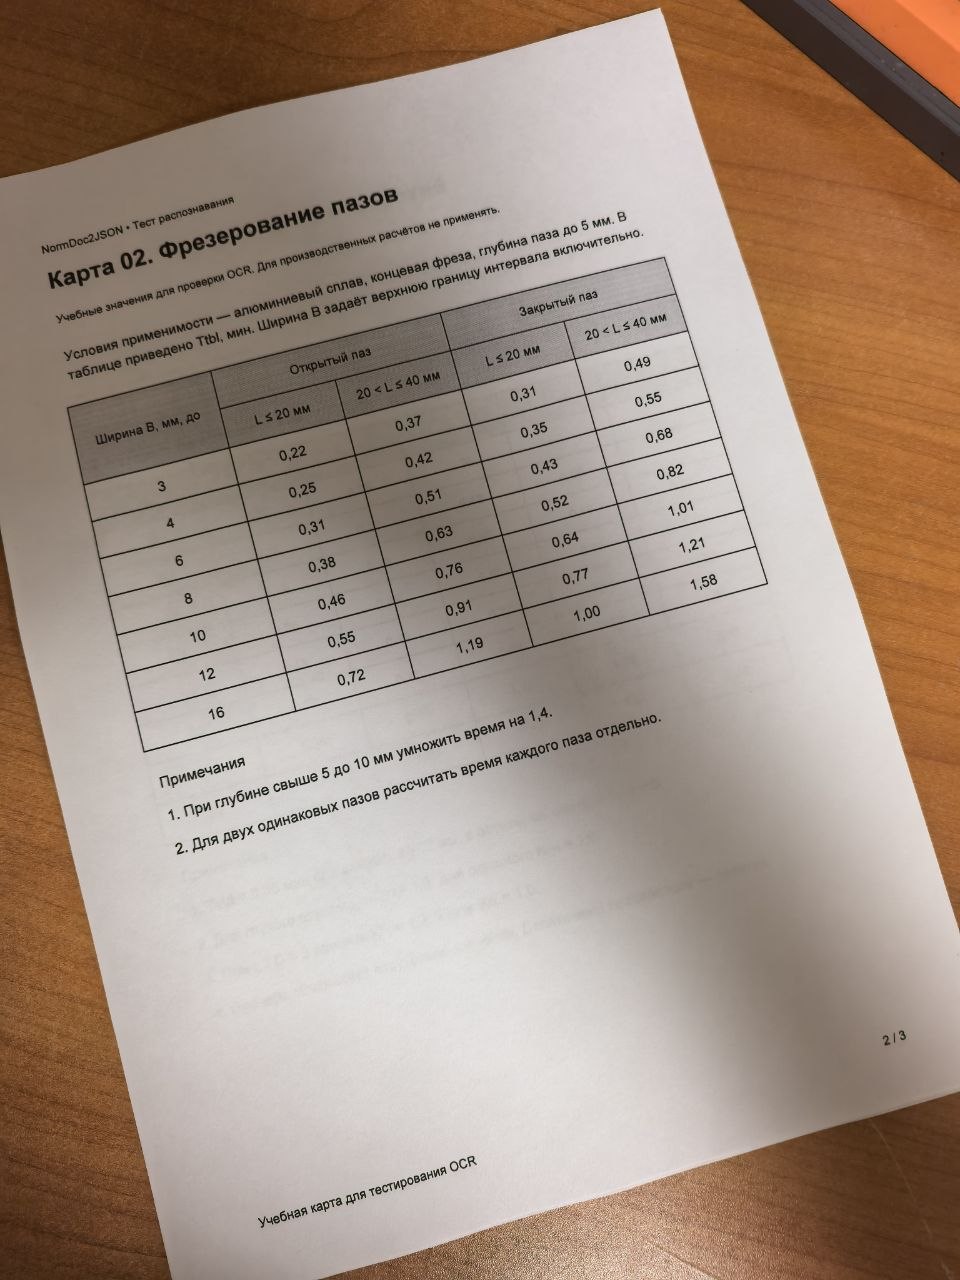 NormDoc2JSON • Тест распознавания
Карта 02. Фрезерование пазов
Учебные значения для проверки OCR. Для производственных расчётов не применять.
Условия применимости — алюминиевый сплав, концевая фреза, глубина паза до 5 мм. В
таблице приведено Ttbl, мин. Ширина B задаёт верхнюю границу интервала включительно.
Ширина B, мм, до Открытый паз Закрытый паз
L ≤ 20 мм 20 < L ≤ 40 мм L ≤ 20 мм 20 < L ≤ 40 мм
3 0,22 0,37 0,31 0,49
4 0,25 0,42 0,35 0,55
6 0,31 0,51 0,43 0,68
8 0,38 0,63 0,52 0,82
10 0,46 0,76 0,64 1,01
12 0,55 0,91 0,77 1,21
16 0,72 1,19 1,00 1,58
Примечания
1. При глубине свыше 5 до 10 мм умножить время на 1,4.
2. Для двух одинаковых пазов рассчитать время каждого паза отдельно.
2 / 3
Учебная карта для тестирования OCR